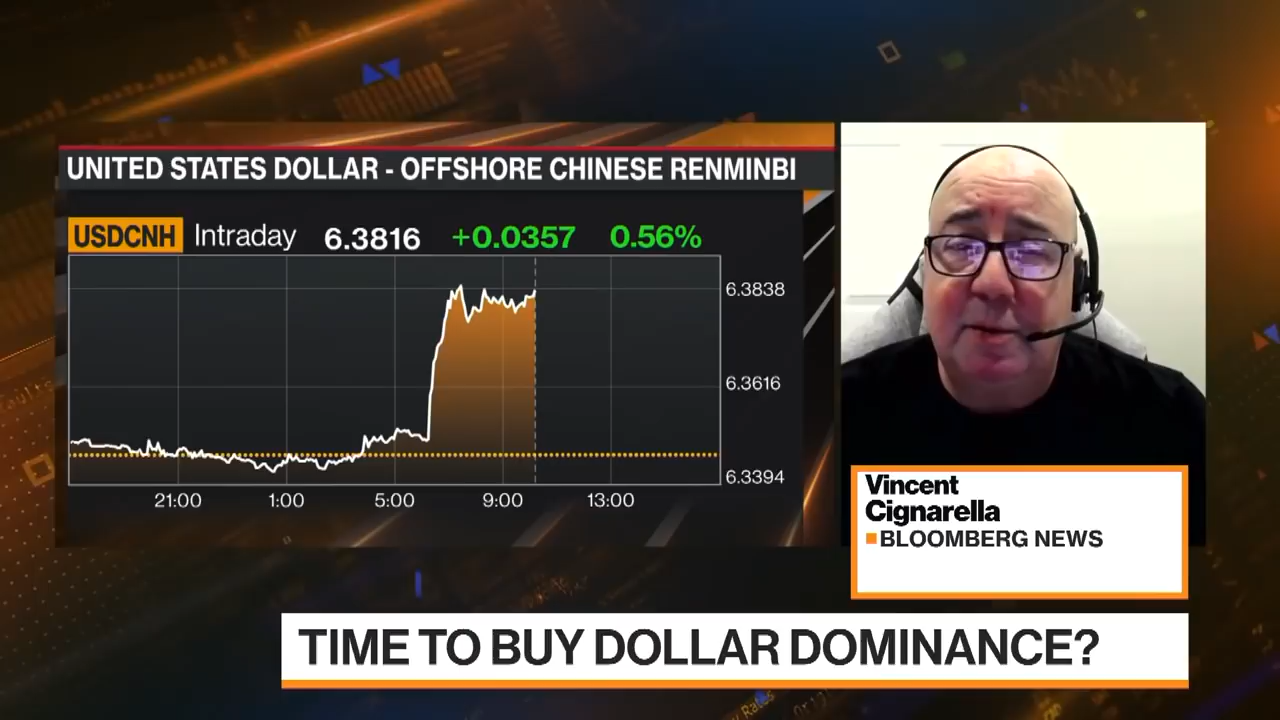 UNITED STATES DOLLAR - OFFSHORE CHINESE RENMINBI
USDCNH Intraday 6.3816 +0.0357 0.56%
6.3838
6.3616
6.3394
21:00 1:00 5:00 9:00 13:00
Vincent
Cignarella
BLOOMBERG NEWS
TIME TO BUY DOLLAR DOMINANCE?